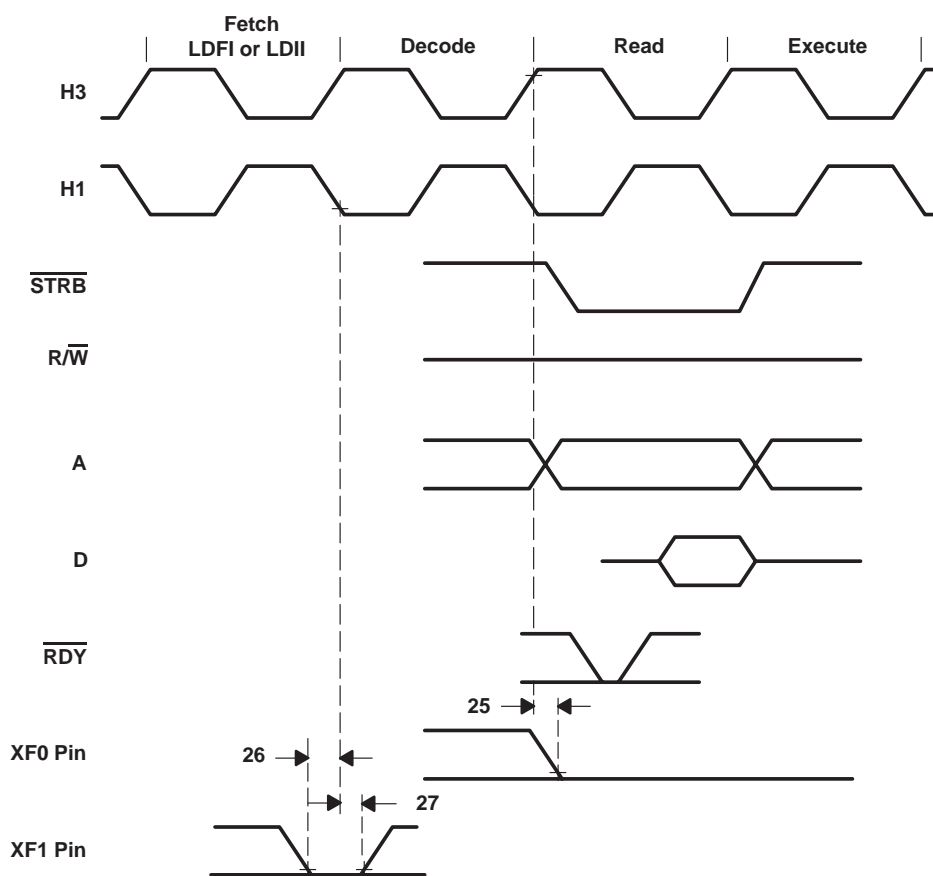 Fetch
LDFI or LDII
Decode
Read
Execute
H3
H1
STRB
R/W
A
D
RDY
25
XF0 Pin
26
27
XF1 Pin